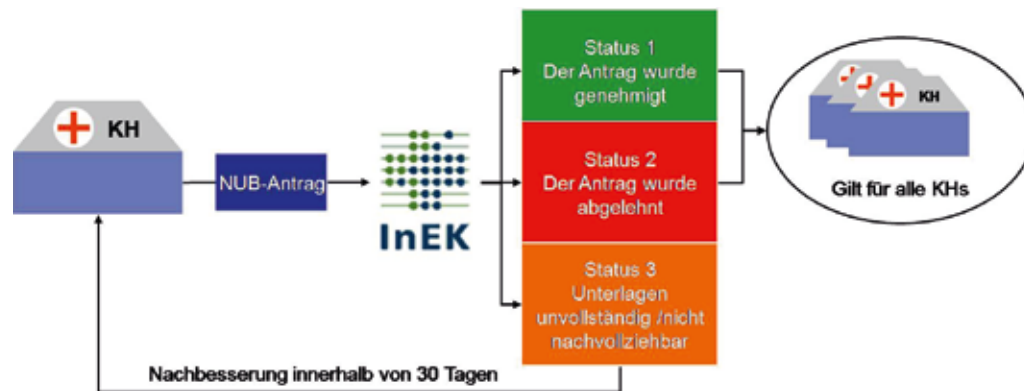 KH
NUB-Antrag
InEK
Status 1
Der Antrag wurde
genehmigt
Status 2
Der Antrag wurde
abgelehnt
Status 3
Unterlagen
unvollständig /nicht
nachvollziehbar
KH
Gilt für alle KHs
Nachbesserung innerhalb von 30 Tagen